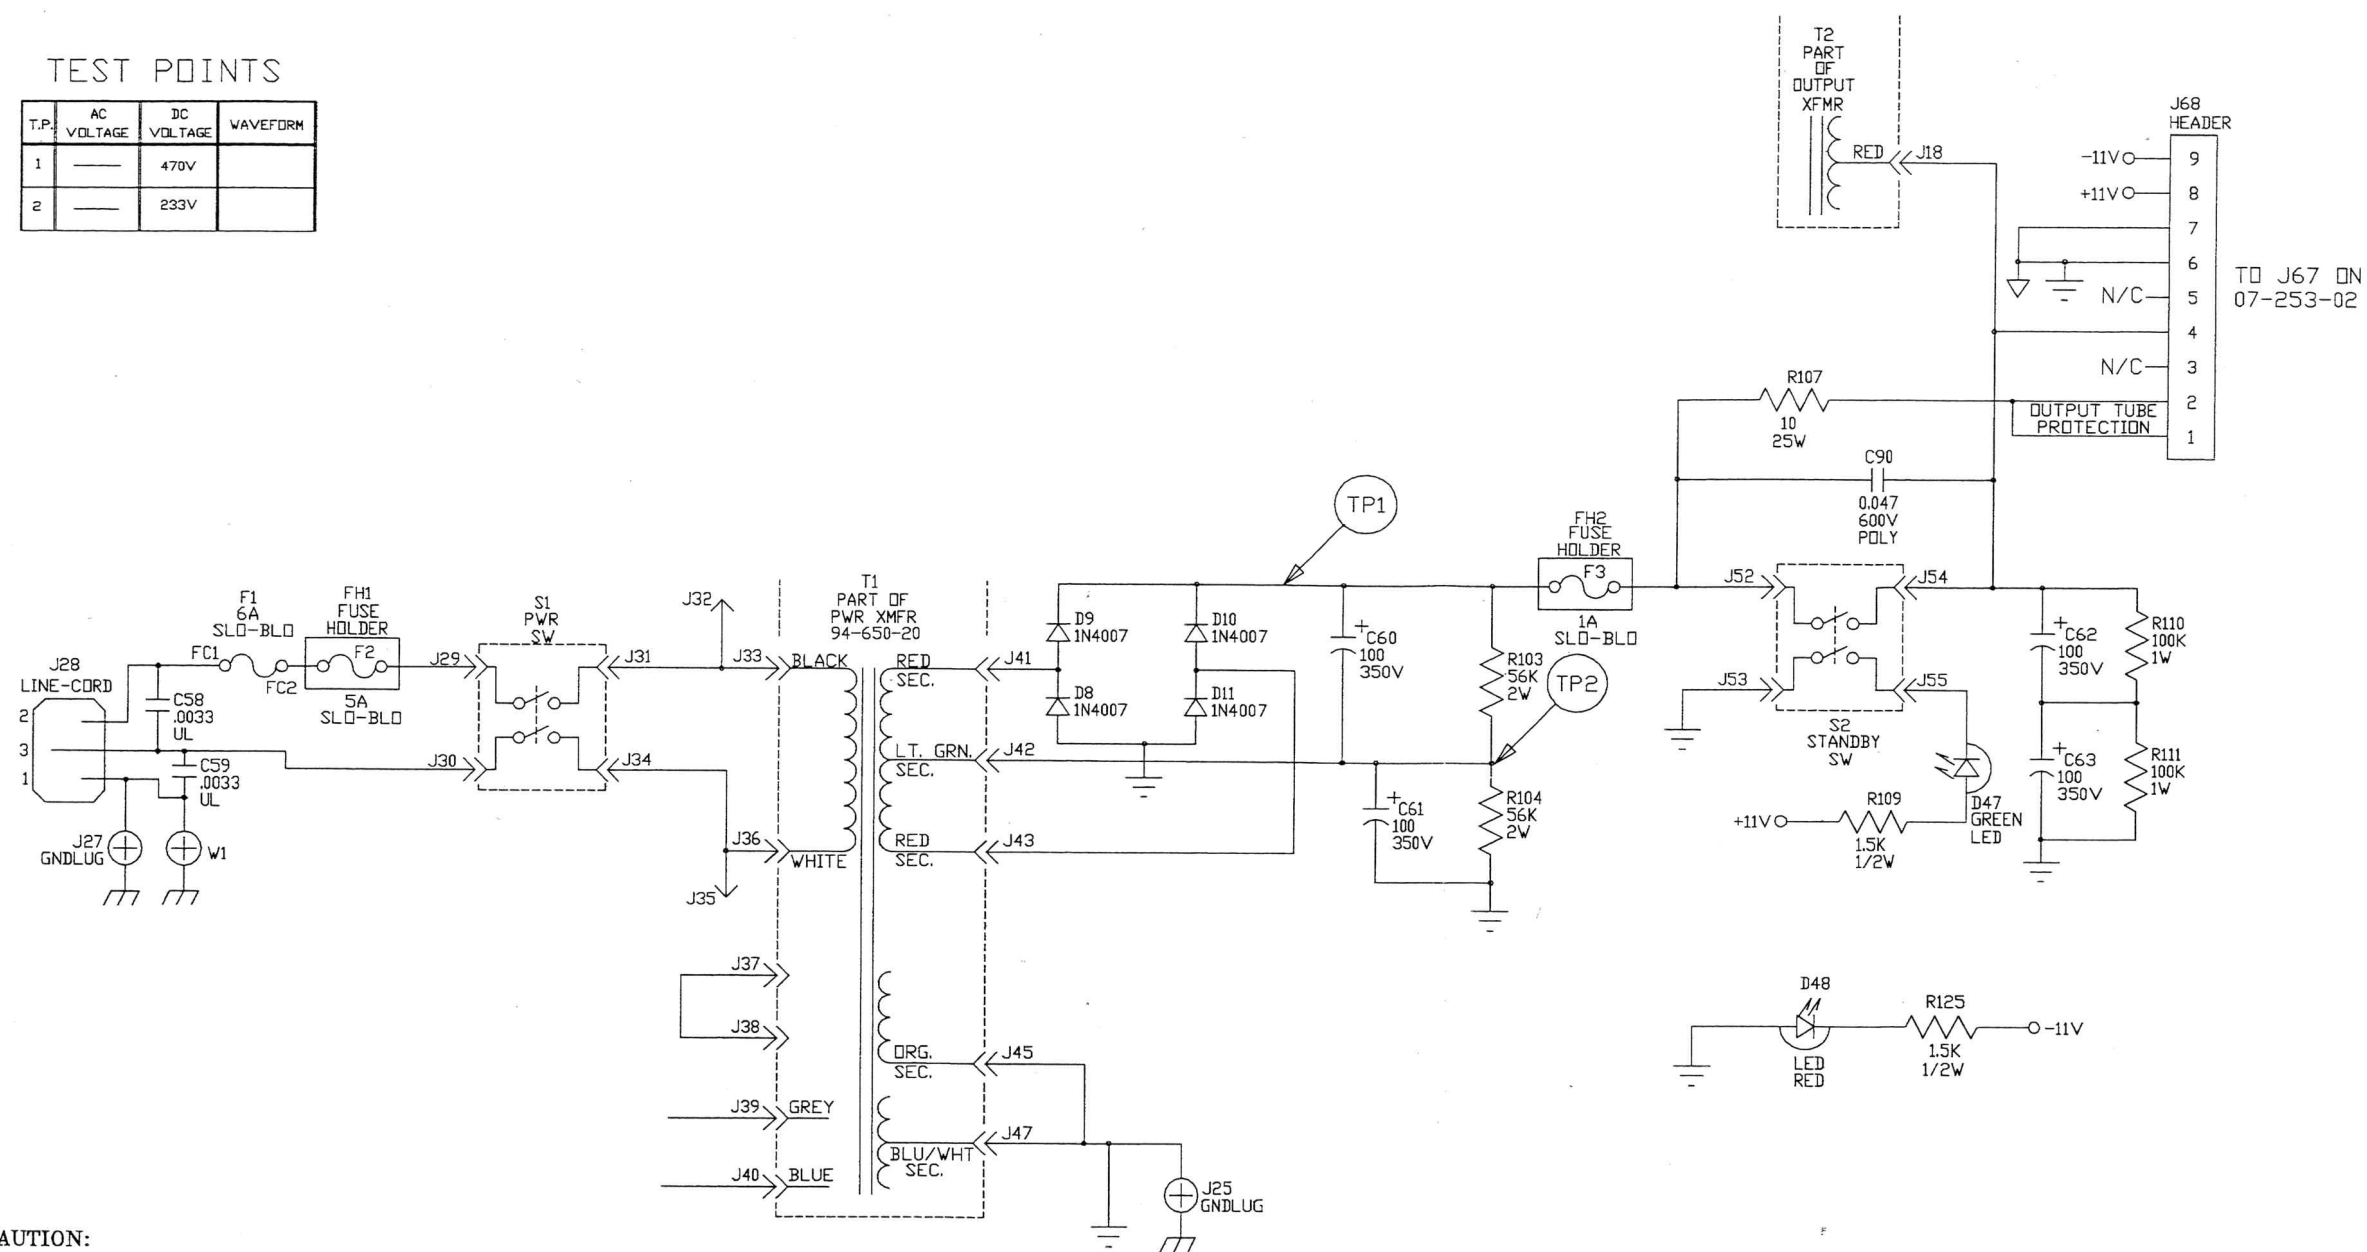 TEST POINTS
T.P. AC VOLTAGE DC VOLTAGE WAVEFORM
1 470V
2 233V
T2
PART
OF
OUTPUT
XFMR
RED
J18
J68
HEADER
-11V 9
+11V 8
7
6
N/C 5
4
N/C 3
2
1
OUTPUT TUBE
PROTECTION
TO J67 ON
07-253-02
R107
10
25W
C90
0.047
600V
POLY
TP1
FH2
FUSE
HOLDER
F3
1A
SLO-BLO
J52
J54
J53
J55
S2
STANDBY
SW
C62
100
350V
R110
100K
1W
C63
100
350V
R111
100K
1W
D47
GREEN
LED
+11V
R109
1.5K
1/2W
F1
6A
SLO-BLO
FC1
FC2
FH1
FUSE
HOLDER
F2
5A
SLO-BLO
J28
LINE-CORD
2
3
1
C58
.0033
UL
C59
.0033
UL
J27
GNDLUG
W1
J29
J30
S1
PWR
SW
J31
J34
J32
J33
J36
J35
T1
PART OF
PWR XMFR
94-650-20
BLACK
WHITE
RED
SEC.
J41
LT. GRN.
SEC.
J42
RED
SEC.
J43
D9
1N4007
D10
1N4007
D8
1N4007
D11
1N4007
C60
100
350V
R103
56K
2W
TP2
C61
100
350V
R104
56K
2W
J37
J38
J39
GREY
J40
BLUE
ORG.
SEC.
J45
BLU/WHT
SEC.
J47
J25
GNDLUG
D48
LED
RED
R125
1.5K
1/2W
-11V
AUTION: